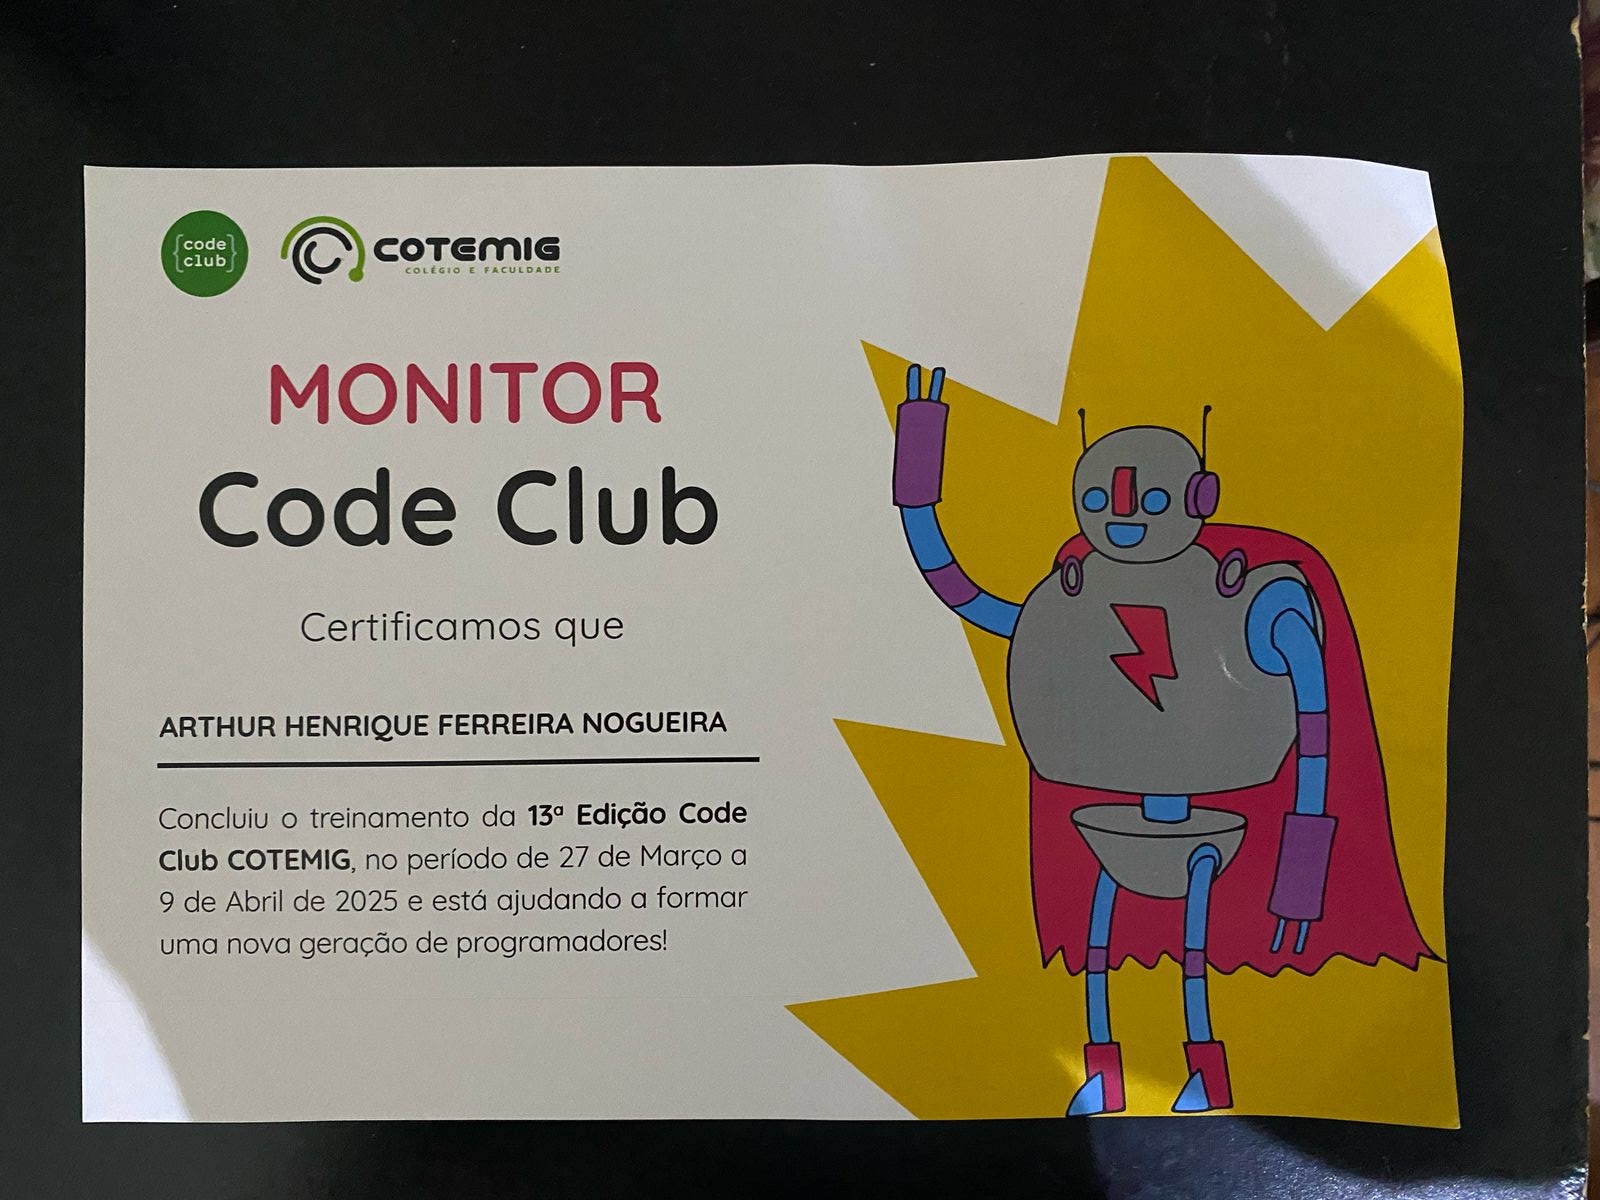 {code
club}
COTEMIG
COLÉGIO E FACULDADE
MONITOR
Code Club
Certificamos que
ARTHUR HENRIQUE FERREIRA NOGUEIRA
Concluiu o treinamento da 13ª Edição Code
Club COTEMIG, no período de 27 de Março a
9 de Abril de 2025 e está ajudando a formar
uma nova geração de programadores!